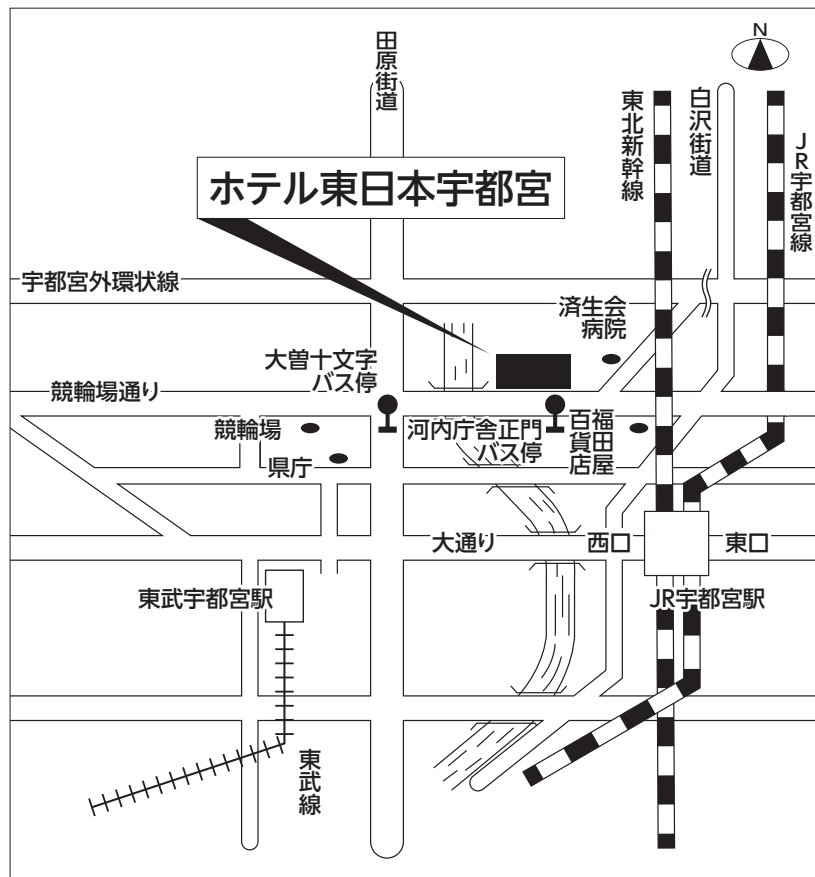 N
田原街道
東北新幹線
白沢街道
JR宇都宮線
ホテル東日本宇都宮
宇都宮外環状線
済生会
病院
大曽十文字
バス停
競輪場通り
競輪場
河内庁舎正門
バス停
福田屋
百貨店
県庁
大通り
西口
東口
東武宇都宮駅
JR宇都宮駅
東武線